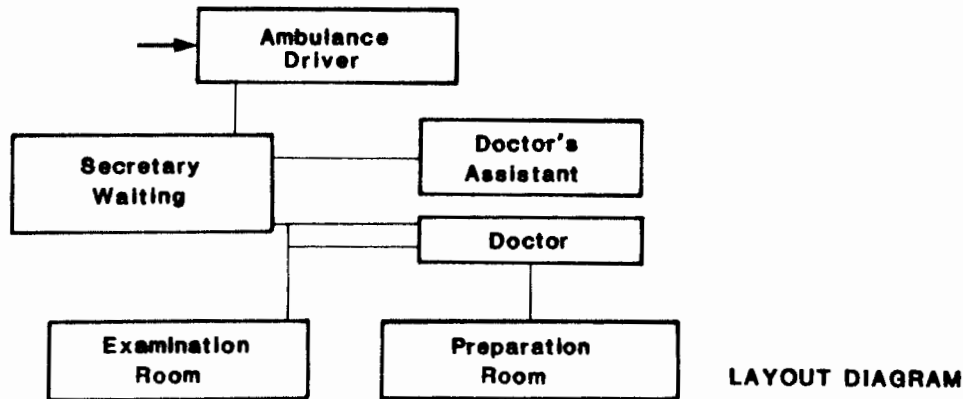 Ambulance
Driver
Secretary
Waiting
Doctor's
Assistant
Doctor
Examination
Room
Preparation
Room
LAYOUT DIAGRAM